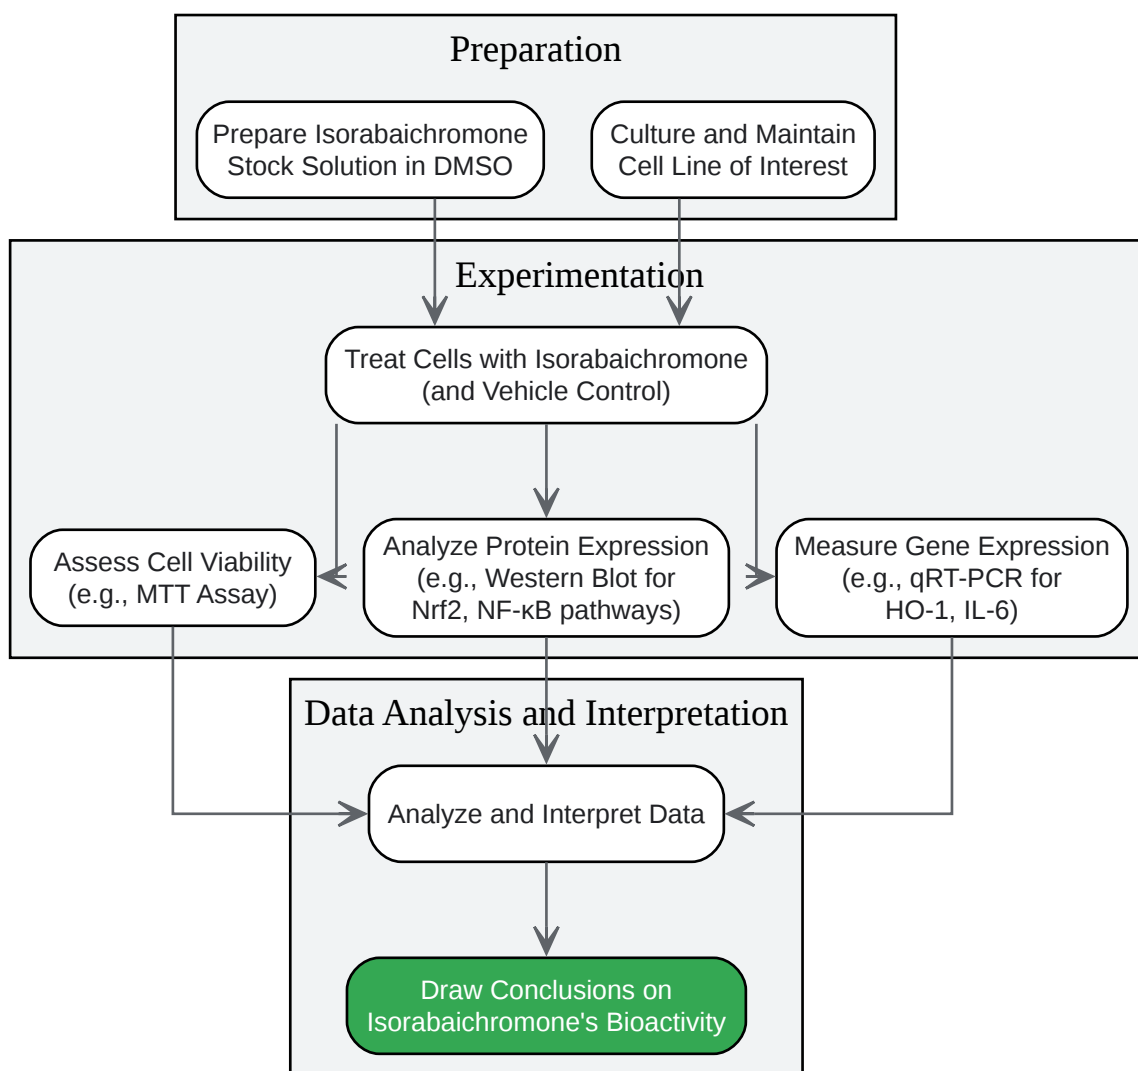 Preparation
Prepare Isorabaichromone
Stock Solution in DMSO
Culture and Maintain
Cell Line of Interest
Experimentation
Treat Cells with Isorabaichromone
(and Vehicle Control)
Assess Cell Viability
(e.g., MTT Assay)
Analyze Protein Expression
(e.g., Western Blot for
Nrf2, NF-κB pathways)
Measure Gene Expression
(e.g., qRT-PCR for
HO-1, IL-6)
Data Analysis and Interpretation
Analyze and Interpret Data
Draw Conclusions on
Isorabaichromone's Bioactivity